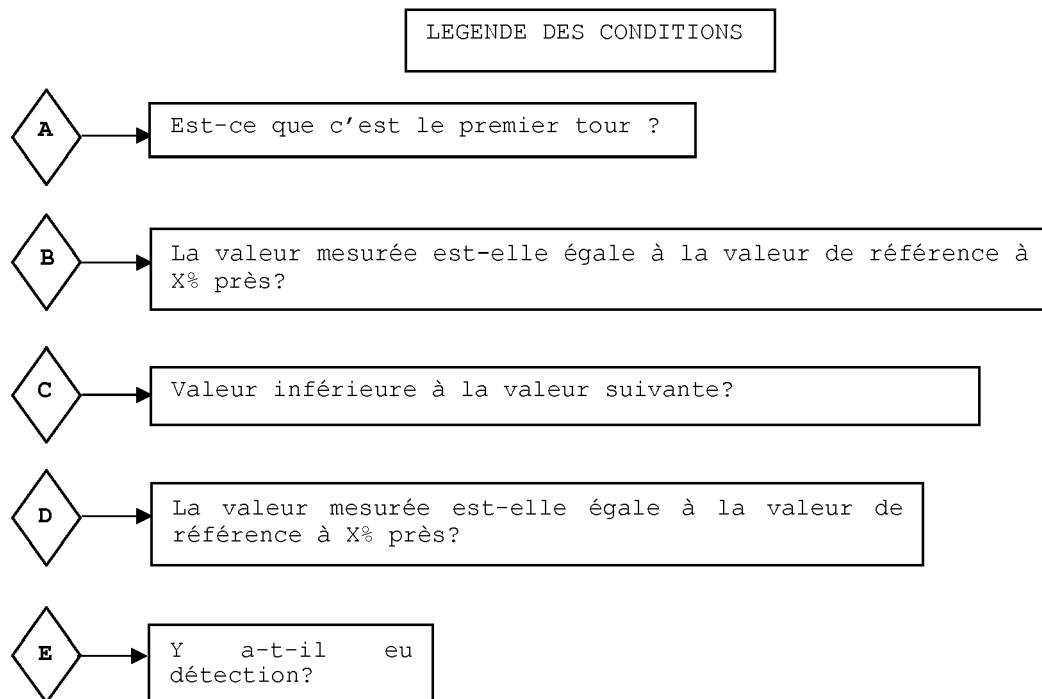 LEGENDE DES CONDITIONS
A
Est-ce que c’est le premier tour ?
B
La valeur mesurée est-elle égale à la valeur de référence à
X% près?
C
Valeur inférieure à la valeur suivante?
D
La valeur mesurée est-elle égale à la valeur de
référence à X% près?
E
Y a-t-il eu
détection?